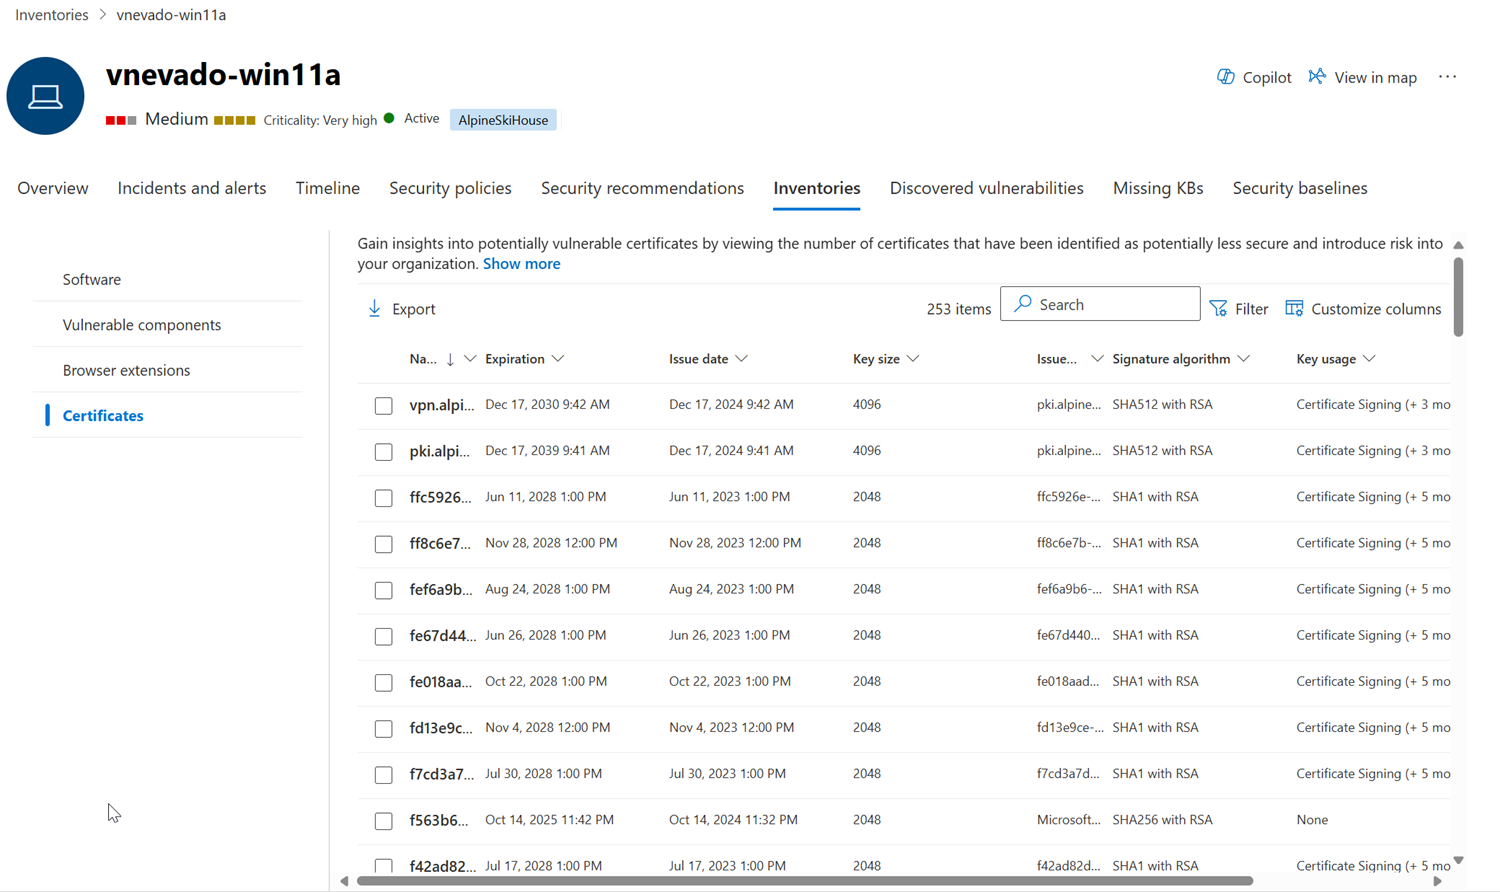 Inventories > vnevado-win11a
vnevado-win11a
Copilot View in map ...
Medium Criticality: Very high Active AlpineSkiHouse
Overview Incidents and alerts Timeline Security policies Security recommendations Inventories Discovered vulnerabilities Missing KBs Security baselines
Software
Vulnerable components
Browser extensions
Certificates
Gain insights into potentially vulnerable certificates by viewing the number of certificates that have been identified as potentially less secure and introduce risk into
your organization. Show more
Export 253 items Search Filter Customize columns
Na... Expiration Issue date Key size Issue... Signature algorithm Key usage
vpn.alpi... Dec 17, 2030 9:42 AM Dec 17, 2024 9:42 AM 4096 pki.alpine... SHA512 with RSA Certificate Signing (+ 3 mo
pki.alpi... Dec 17, 2039 9:41 AM Dec 17, 2024 9:41 AM 4096 pki.alpine... SHA512 with RSA Certificate Signing (+ 3 mo
ffc5926... Jun 11, 2028 1:00 PM Jun 11, 2023 1:00 PM 2048 ffc5926e-... SHA1 with RSA Certificate Signing (+ 5 mo
ff8c6e7... Nov 28, 2028 12:00 PM Nov 28, 2023 12:00 PM 2048 ff8c6e7b-... SHA1 with RSA Certificate Signing (+ 5 mo
fef6a9b... Aug 24, 2028 1:00 PM Aug 24, 2023 1:00 PM 2048 fef6a9b6-... SHA1 with RSA Certificate Signing (+ 5 mo
fe67d44... Jun 26, 2028 1:00 PM Jun 26, 2023 1:00 PM 2048 fe67d440... SHA1 with RSA Certificate Signing (+ 5 mo
fe018aa... Oct 22, 2028 1:00 PM Oct 22, 2023 1:00 PM 2048 fe018aad... SHA1 with RSA Certificate Signing (+ 5 mo
fd13e9c... Nov 4, 2028 12:00 PM Nov 4, 2023 12:00 PM 2048 fd13e9ce-... SHA1 with RSA Certificate Signing (+ 5 mo
f7cd3a7... Jul 30, 2028 1:00 PM Jul 30, 2023 1:00 PM 2048 f7cd3a7d... SHA1 with RSA Certificate Signing (+ 5 mo
f563b6... Oct 14, 2025 11:42 PM Oct 14, 2024 11:32 PM 2048 Microsoft... SHA256 with RSA None
f42ad82... Jul 17, 2028 1:00 PM Jul 17, 2023 1:00 PM 2048 f42ad82d... SHA1 with RSA Certificate Signing (+ 5 mo